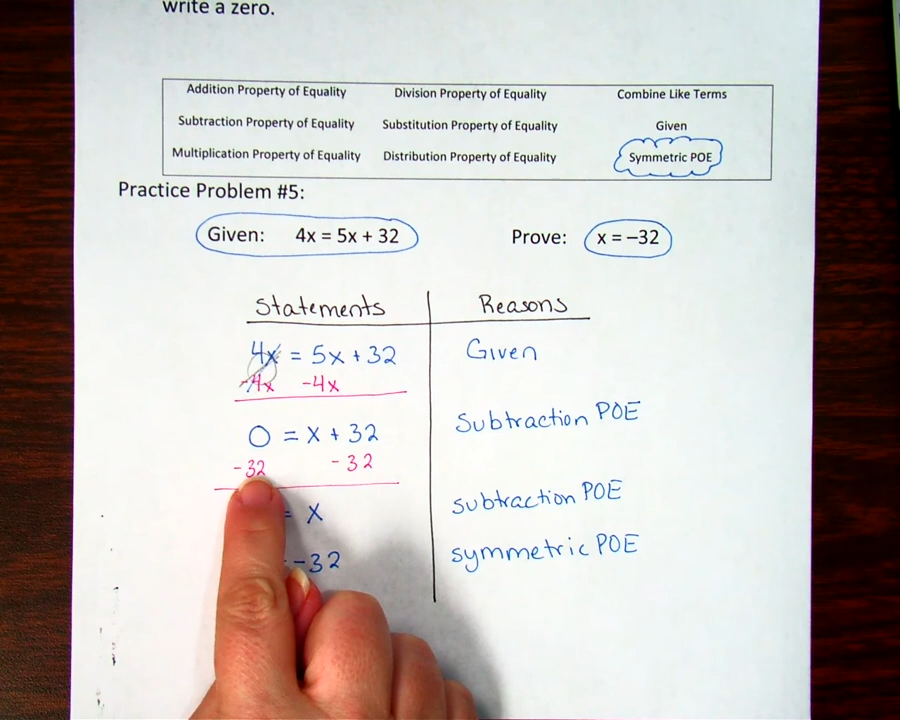 write a zero.
Addition Property of Equality Division Property of Equality Combine Like Terms
Subtraction Property of Equality Substitution Property of Equality Given
Multiplication Property of Equality Distribution Property of Equality Symmetric POE
Practice Problem #5:
Given: 4x = 5x + 32 Prove: x = –32
Statements Reasons
4x = 5x + 32 Given
-4x -4x
0 = x + 32 Subtraction POE
-32 -32
= x subtraction POE
= -32 symmetric POE